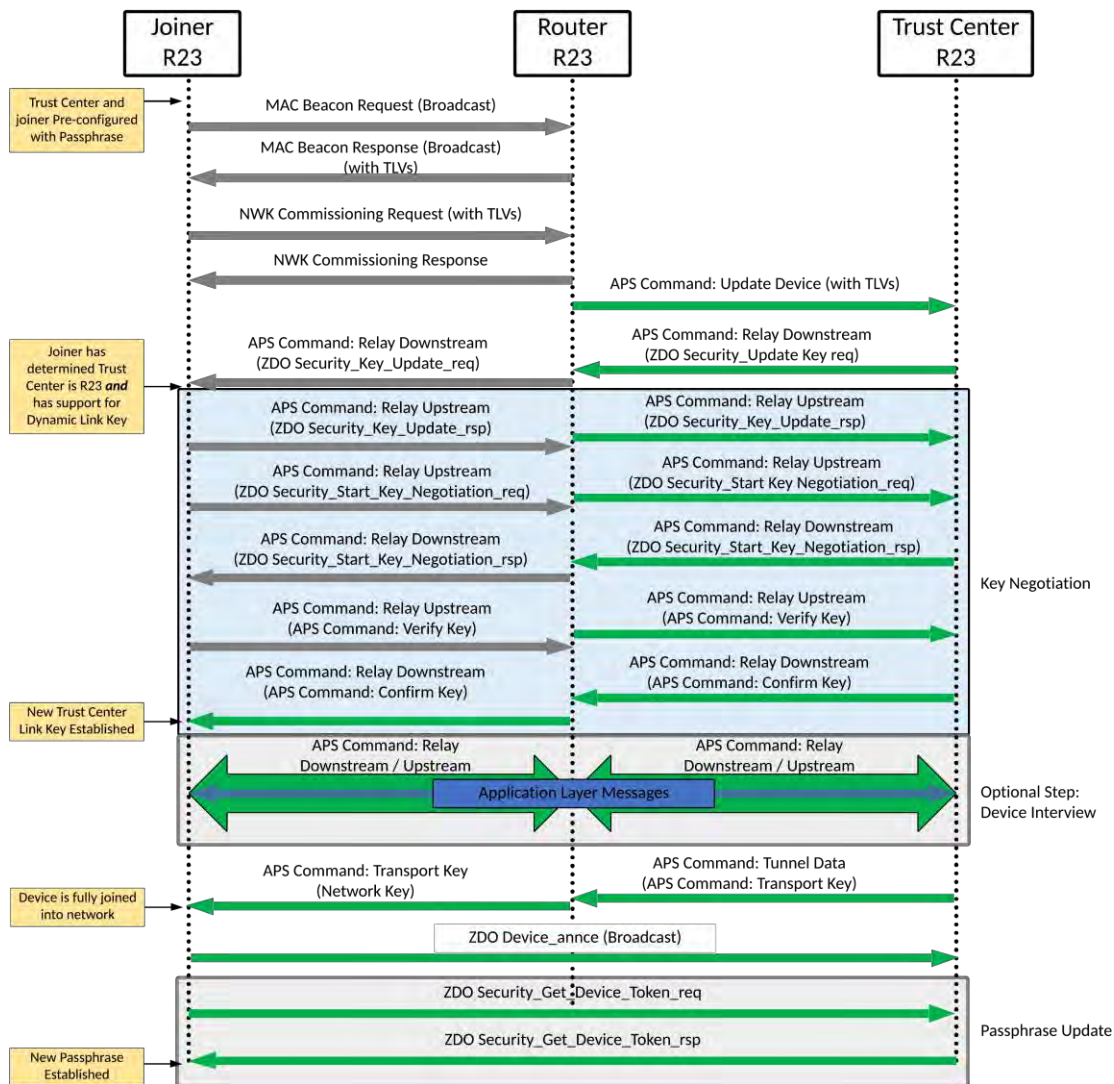 Joiner
R23
Router
R23
Trust Center
R23
Trust Center and
joiner Pre-configured
with Passphrase
MAC Beacon Request (Broadcast)
MAC Beacon Response (Broadcast)
(with TLVs)
NWK Commissioning Request (with TLVs)
NWK Commissioning Response
APS Command: Update Device (with TLVs)
Joiner has
determined Trust
Center is R23 and
has support for
Dynamic Link Key
APS Command: Relay Downstream
(ZDO Security_Key_Update_req)
APS Command: Relay Downstream
(ZDO Security_Update Key req)
APS Command: Relay Upstream
(ZDO Security_Key_Update_rsp)
APS Command: Relay Upstream
(ZDO Security_Key_Update_rsp)
APS Command: Relay Upstream
(ZDO Security_Start_Key_Negotiation_req)
APS Command: Relay Upstream
(ZDO Security_Start Key Negotiation_req)
APS Command: Relay Downstream
(ZDO Security_Start_Key_Negotiation_rsp)
APS Command: Relay Downstream
(ZDO Security_Start_Key_Negotiation_rsp)
Key Negotiation
APS Command: Relay Upstream
(APS Command: Verify Key)
APS Command: Relay Upstream
(APS Command: Verify Key)
APS Command: Relay Downstream
(APS Command: Confirm Key)
APS Command: Relay Downstream
(APS Command: Confirm Key)
New Trust Center
Link Key Established
APS Command: Relay
Downstream / Upstream
APS Command: Relay
Downstream / Upstream
Application Layer Messages
Optional Step:
Device Interview
APS Command: Transport Key
(Network Key)
APS Command: Tunnel Data
(APS Command: Transport Key)
Device is fully joined
into network
ZDO Device_annce (Broadcast)
ZDO Security_Get_Device_Token_req
Passphrase Update
ZDO Security_Get_Device_Token_rsp
New Passphrase
Established